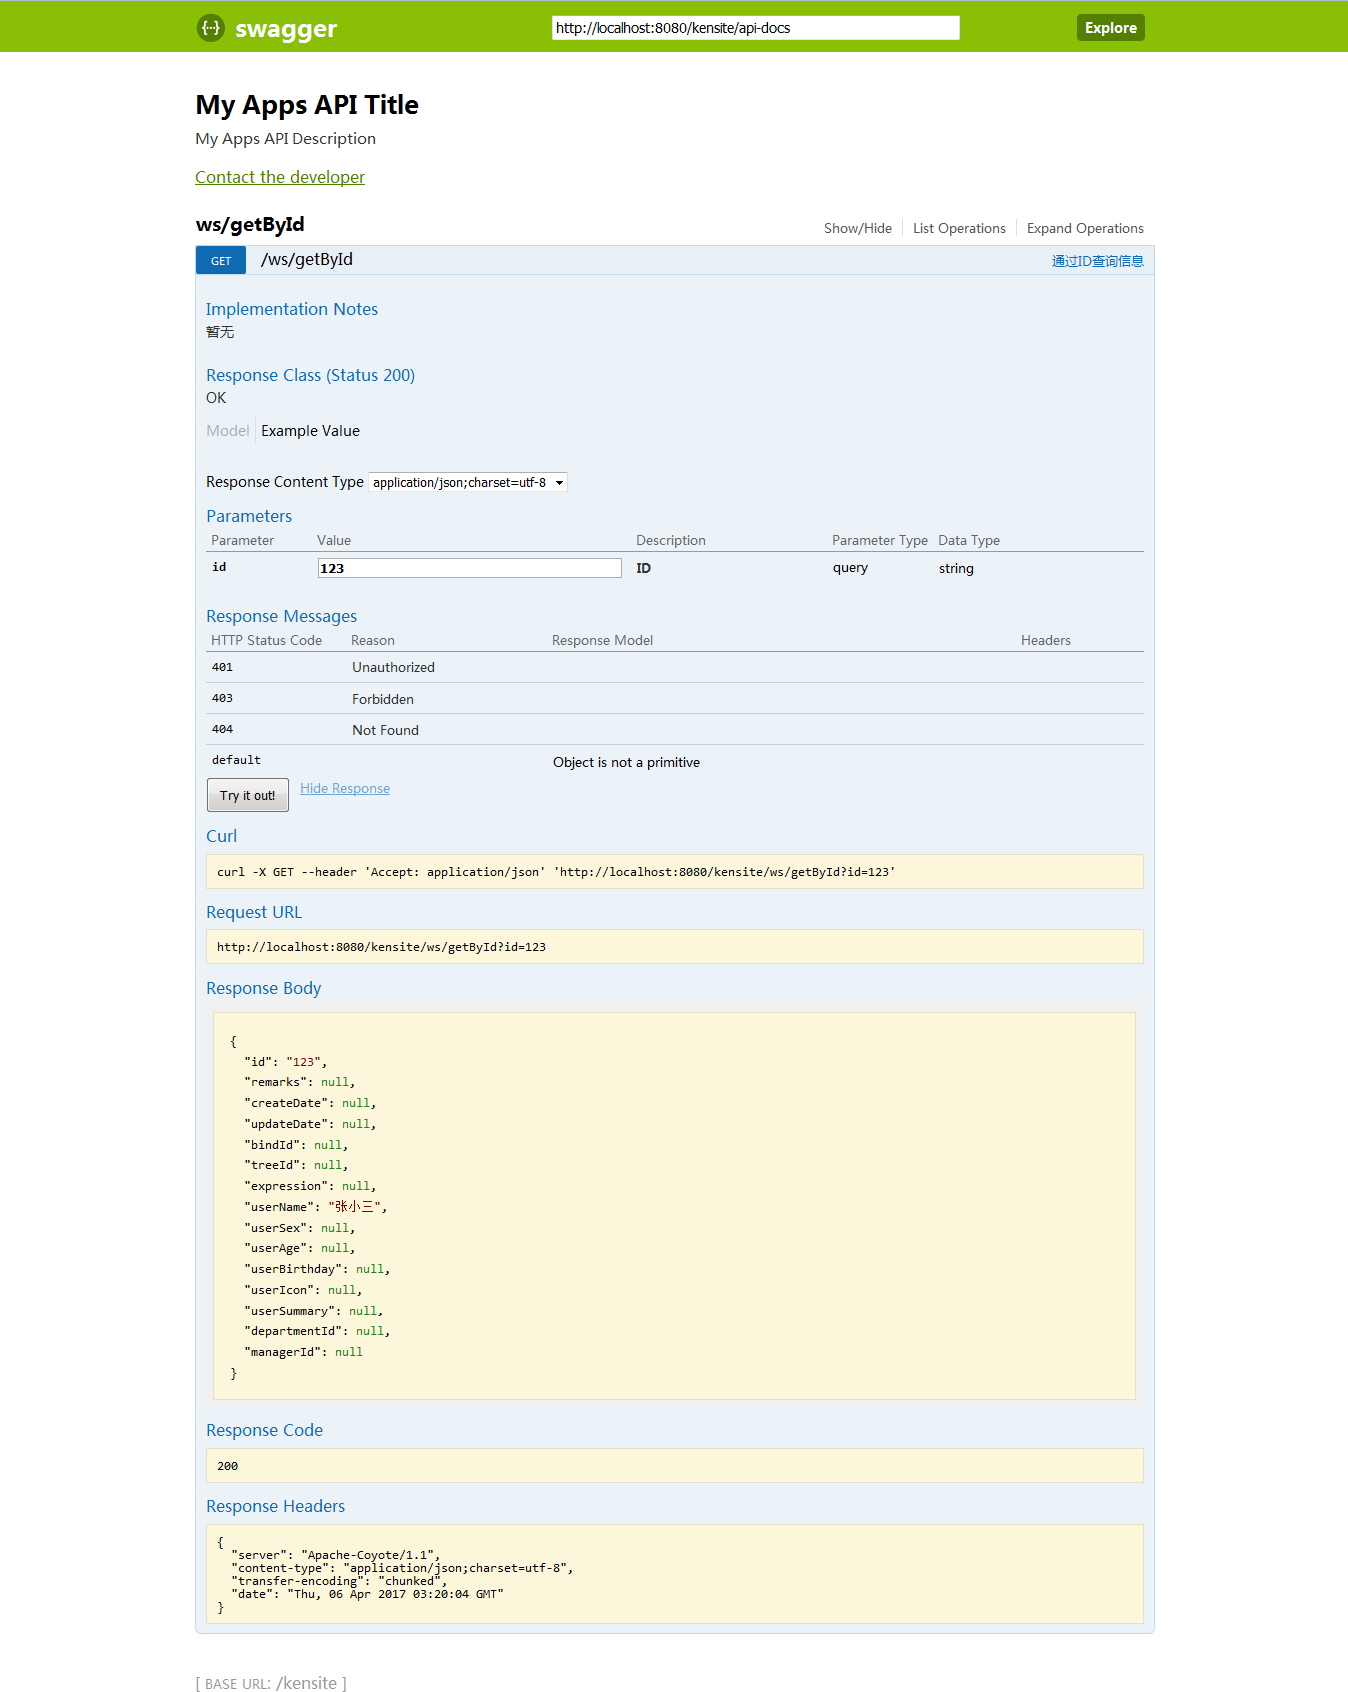 {···} swagger http://localhost:8080/kensite/api-docs Explore
My Apps API Title
My Apps API Description
Contact the developer
ws/getById Show/Hide List Operations Expand Operations
GET /ws/getById 通过ID查询信息
Implementation Notes
暂无
Response Class (Status 200)
OK
Model Example Value
Response Content Type application/json;charset=utf-8
Parameters
Parameter Value Description Parameter Type Data Type
id 123 ID query string
Response Messages
HTTP Status Code Reason Response Model Headers
401 Unauthorized
403 Forbidden
404 Not Found
default Object is not a primitive
Try it out! Hide Response
Curl
curl -X GET --header 'Accept: application/json' 'http://localhost:8080/kensite/ws/getById?id=123'
Request URL
http://localhost:8080/kensite/ws/getById?id=123
Response Body
{
"id": "123",
"remarks": null,
"createDate": null,
"updateDate": null,
"bindId": null,
"treeId": null,
"expression": null,
"userName": "张小三",
"userSex": null,
"userAge": null,
"userBirthday": null,
"userIcon": null,
"userSummary": null,
"departmentId": null,
"managerId": null
}
Response Code
200
Response Headers
{
"server": "Apache-Coyote/1.1",
"content-type": "application/json;charset=utf-8",
"transfer-encoding": "chunked",
"date": "Thu, 06 Apr 2017 03:20:04 GMT"
}
[ BASE URL: /kensite ]